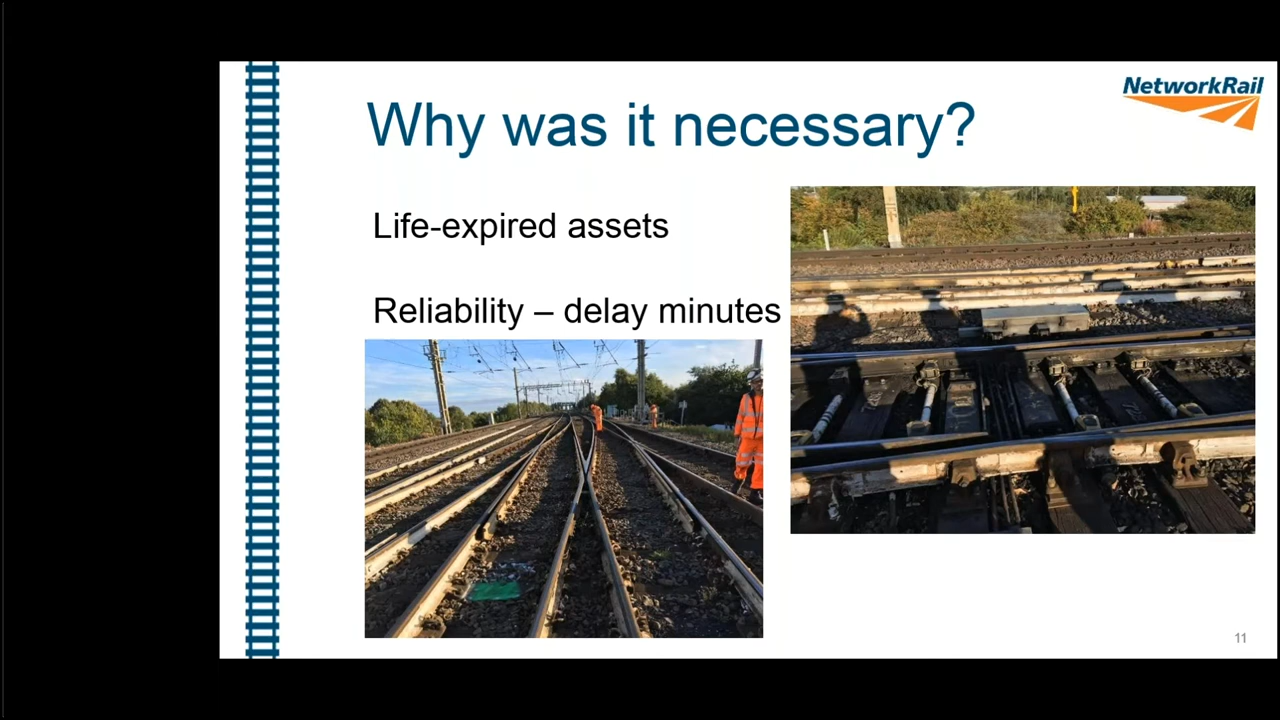 NetworkRail
Why was it necessary?
Life-expired assets
Reliability – delay minutes
11